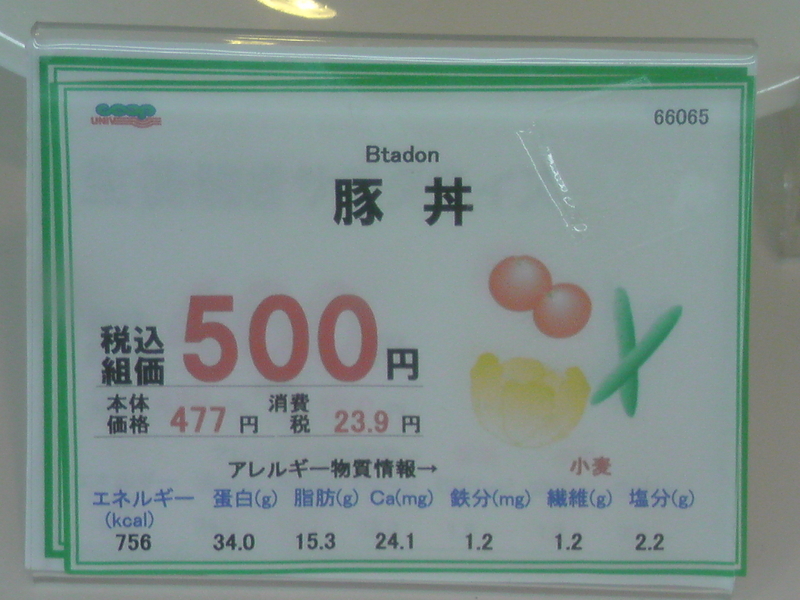 coop
UNIV
66065
Btadon
豚 丼
税込
組価 500 円
本体
価格 477 円 消費
税 23.9 円
アレルギー物質情報→ 小麦
エネルギー
(kcal) 蛋白(g) 脂肪(g) Ca(mg) 鉄分(mg) 繊維(g) 塩分(g)
756 34.0 15.3 24.1 1.2 1.2 2.2